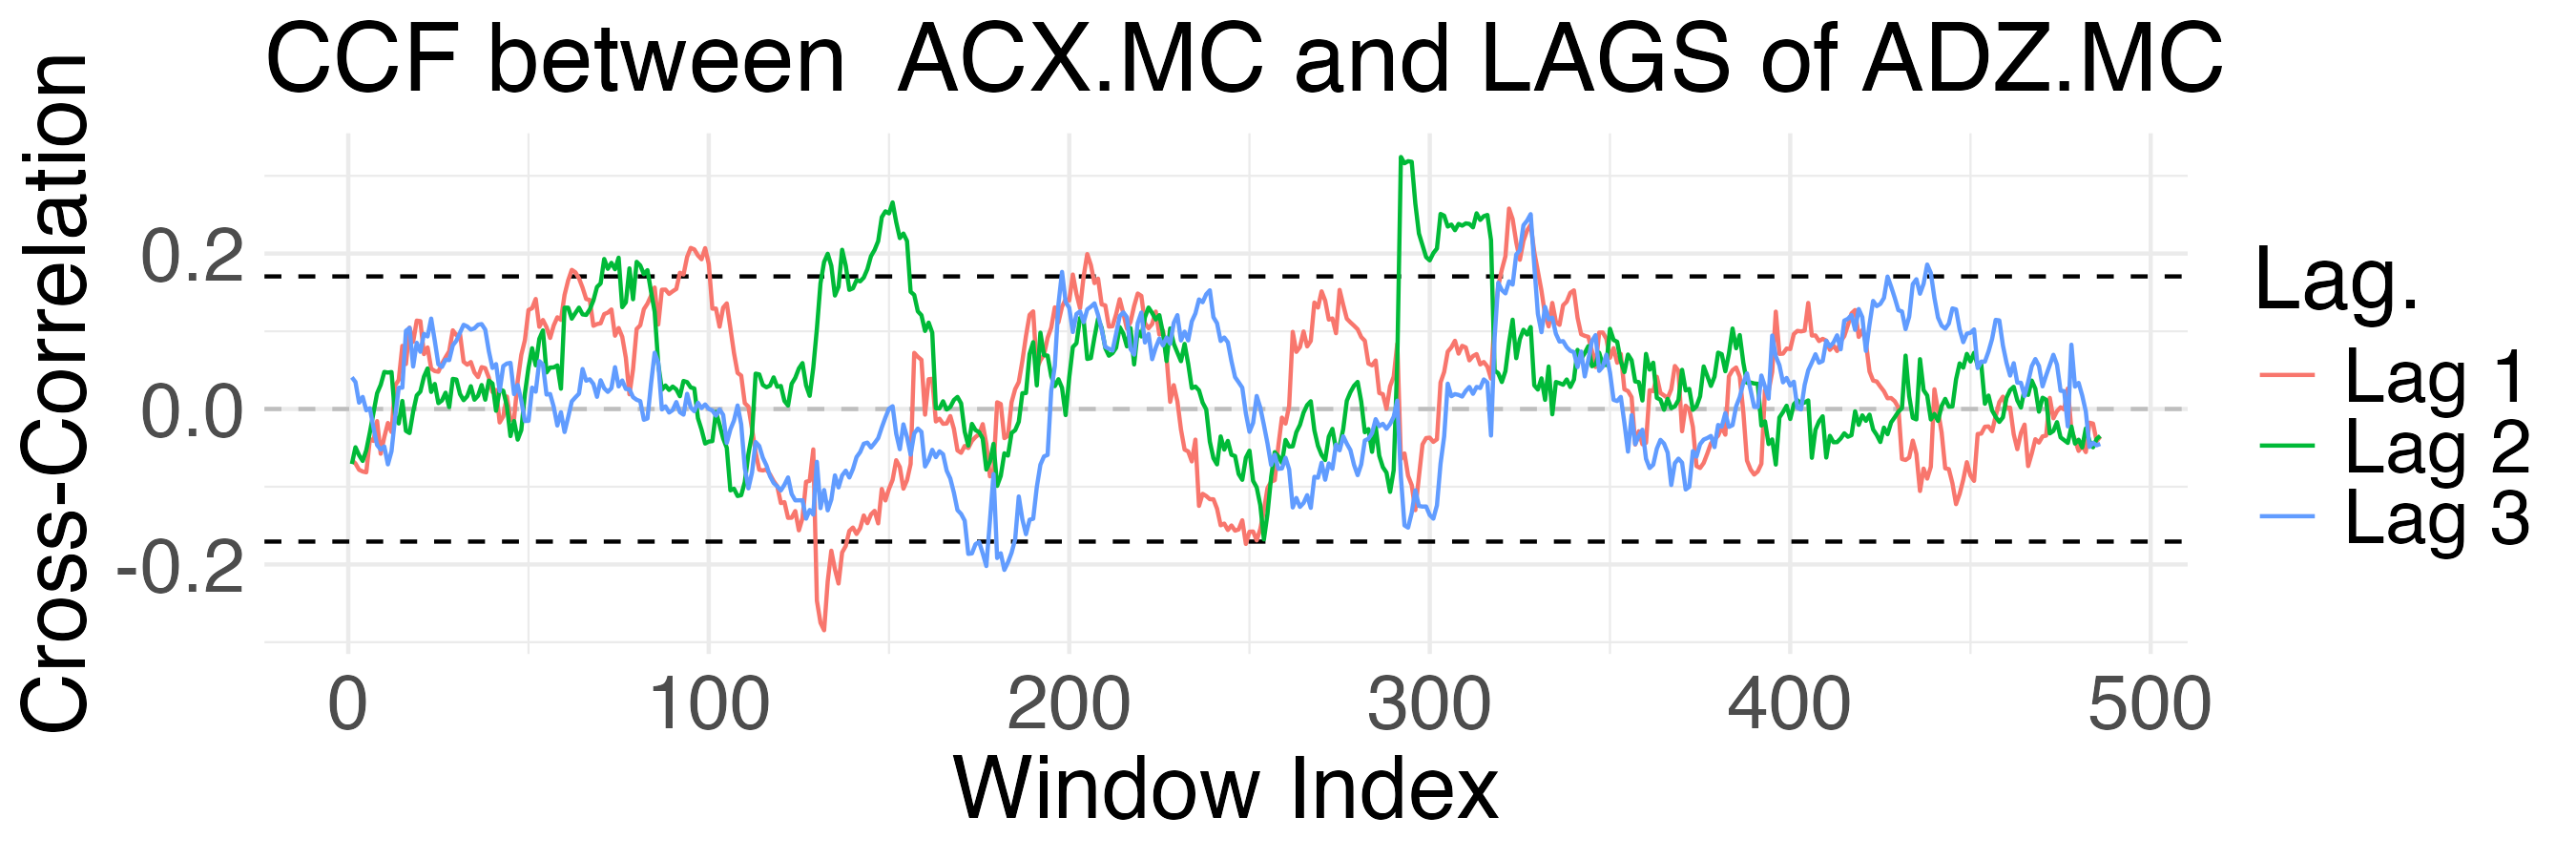 CCF between  ACX.MC and LAGS of ADZ.MC
Cross-Correlation
0.2
0.0
-0.2
0 100 200 300 400 500
Window Index
Lag.
Lag 1
Lag 2
Lag 3